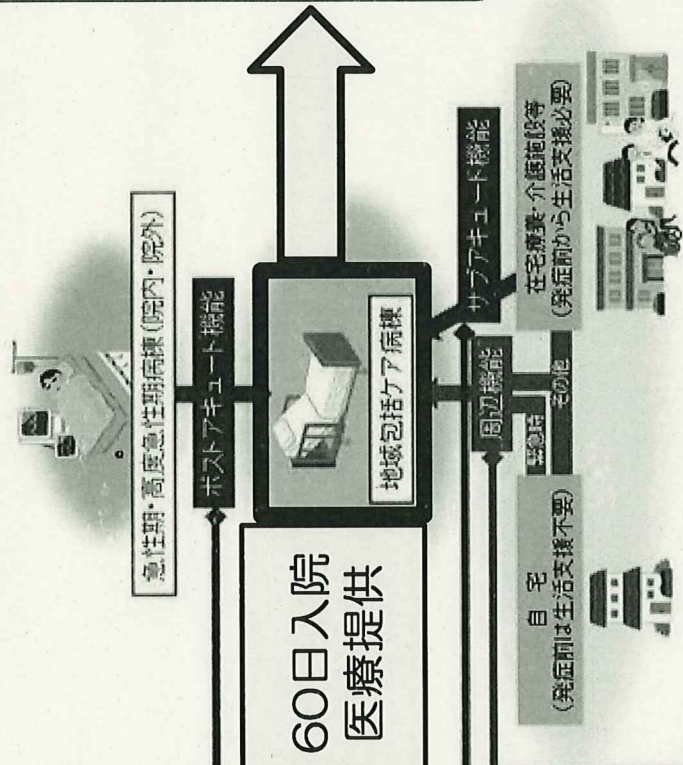 急性期・高度急性期病棟(院内・院外)
ポストアキュート機能
60日入院
医療提供
地域包括ケア病棟
サブアキュート機能
周辺機能
緊急時
その他
自 宅
(発症前は生活支援不要)
在宅療養・介護施設等
(発症前から生活支援必要)